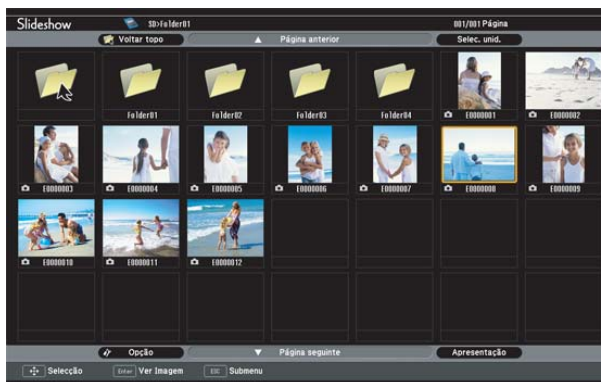 Slideshow SD>Folder01 001/001 Página
Voltar topo Página anterior Selec. unid.
Folder01 Folder02 Folder03 Folder04 E0000001 E0000002
E0000003 E0000004 E0000005 E0000006 E0000007 E0000008 E0000009
E0000010 E0000011 E0000012
Opção Página seguinte Apresentação
Selecção Enter Ver Imagem ESC Submenu